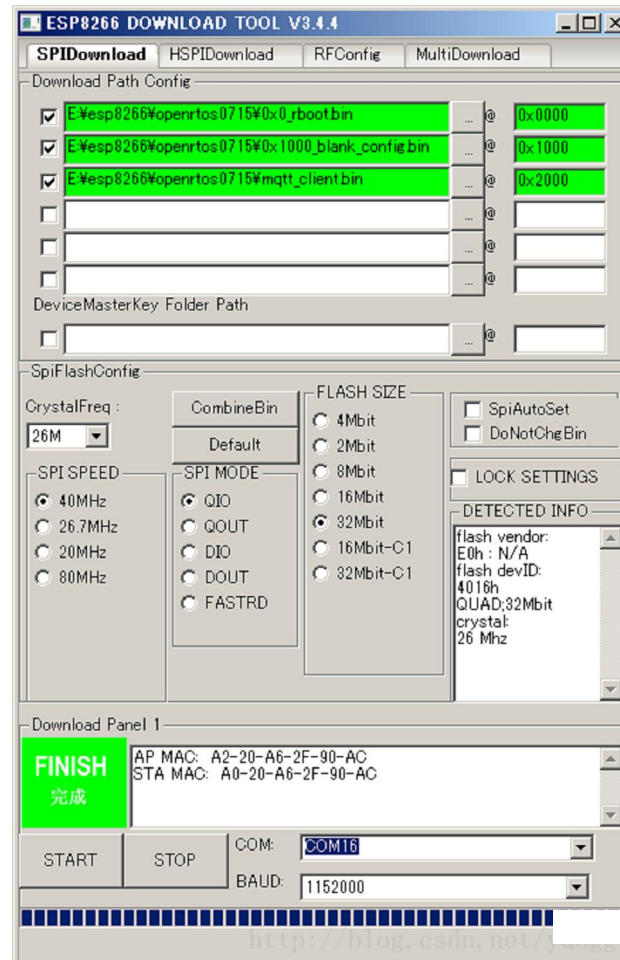 ESP8266 DOWNLOAD TOOL V3.4.4
SPIDownload HSPIDownload RFConfig MultiDownload
Download Path Config
E:¥esp8266¥openrtos0715¥0x0_rboot.bin ... @ 0x0000
E:¥esp8266¥openrtos0715¥0x1000_blank_config.bin ... @ 0x1000
E:¥esp8266¥openrtos0715¥mqtt_client.bin ... @ 0x2000
... @
... @
... @
DeviceMasterKey Folder Path
... @
SpiFlashConfig
CrystalFreq :
26M
CombineBin
Default
SPI SPEED
40MHz
26.7MHz
20MHz
80MHz
SPI MODE
QIO
QOUT
DIO
DOUT
FASTRD
FLASH SIZE
4Mbit
2Mbit
8Mbit
16Mbit
32Mbit
16Mbit-C1
32Mbit-C1
SpiAutoSet
DoNotChgBin
LOCK SETTINGS
DETECTED INFO
flash vendor:
E0h : N/A
flash devID:
4016h
QUAD;32Mbit
crystal:
26 Mhz
Download Panel 1
FINISH
完成
AP MAC: A2-20-A6-2F-90-AC
STA MAC: A0-20-A6-2F-90-AC
START STOP
COM: COM16
BAUD: 1152000
http://blog.csdn.net/